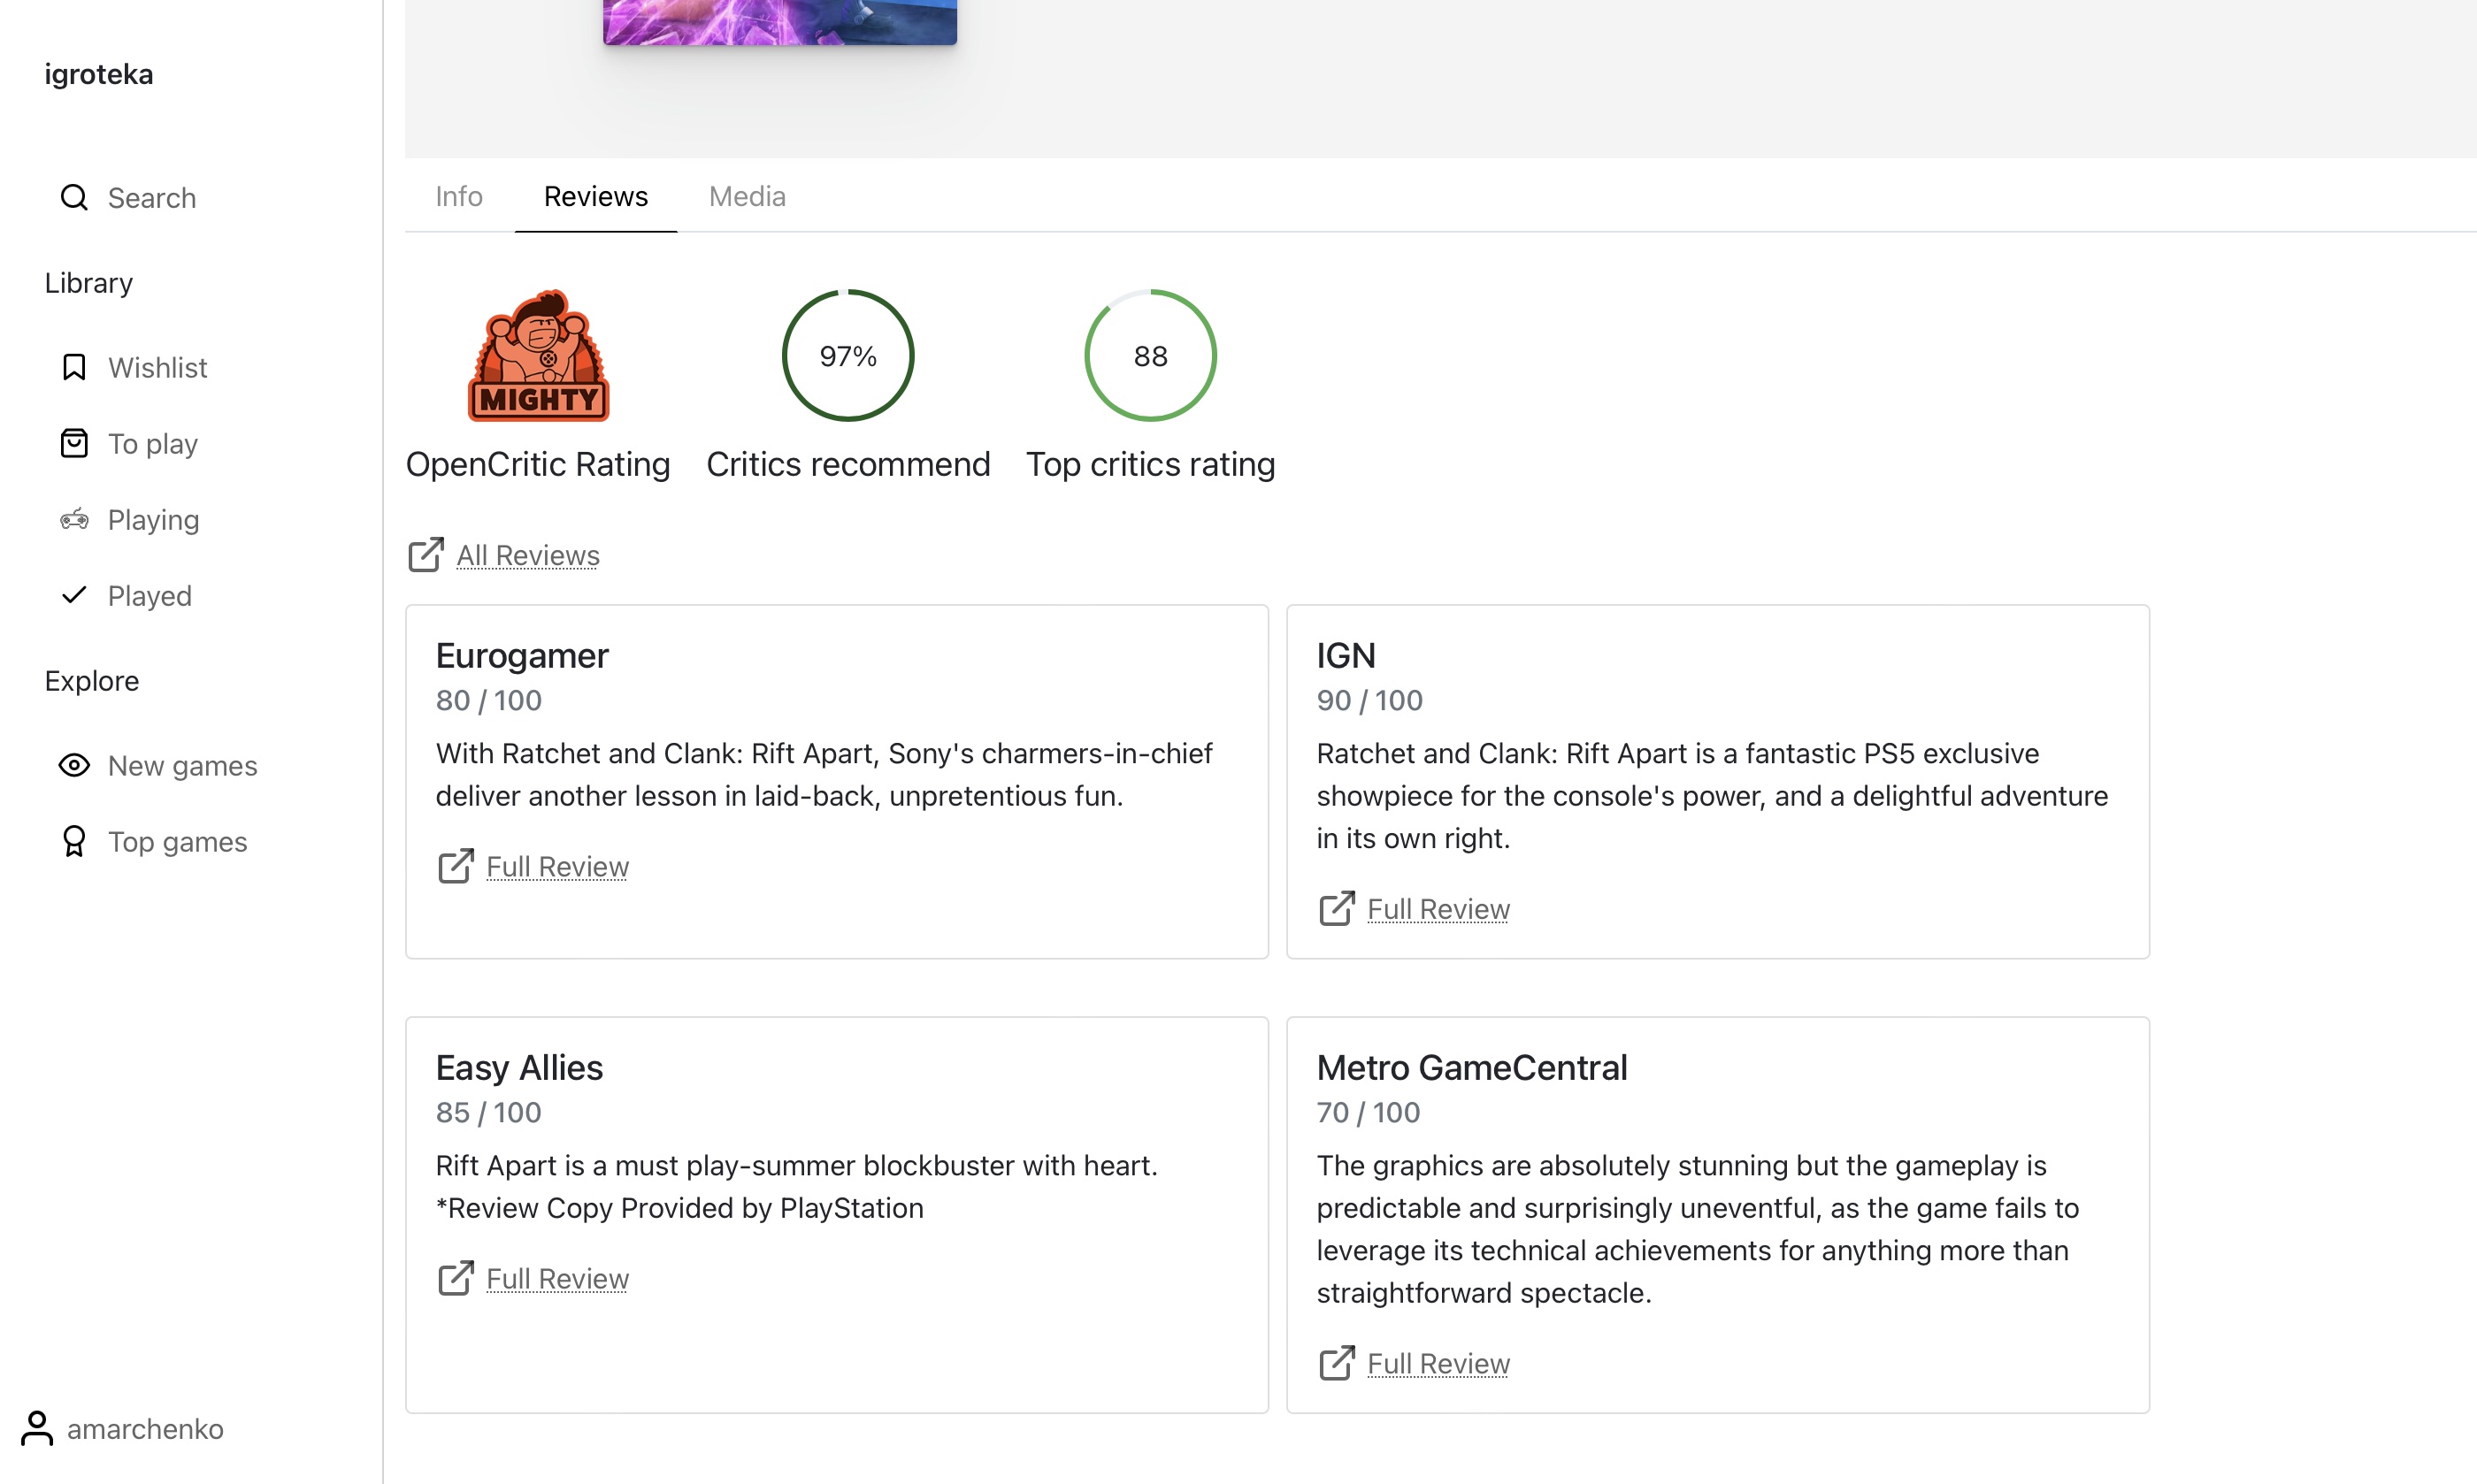 igroteka
Search
Library
Wishlist
To play
Playing
Played
Explore
New games
Top games
amarchenko
Info
Reviews
Media
MIGHTY
97%
88
OpenCritic Rating
Critics recommend
Top critics rating
All Reviews
Eurogamer
80 / 100
With Ratchet and Clank: Rift Apart, Sony's charmers-in-chief
deliver another lesson in laid-back, unpretentious fun.
Full Review
IGN
90 / 100
Ratchet and Clank: Rift Apart is a fantastic PS5 exclusive
showpiece for the console's power, and a delightful adventure
in its own right.
Full Review
Easy Allies
85 / 100
Rift Apart is a must play-summer blockbuster with heart.
*Review Copy Provided by PlayStation
Full Review
Metro GameCentral
70 / 100
The graphics are absolutely stunning but the gameplay is
predictable and surprisingly uneventful, as the game fails to
leverage its technical achievements for anything more than
straightforward spectacle.
Full Review